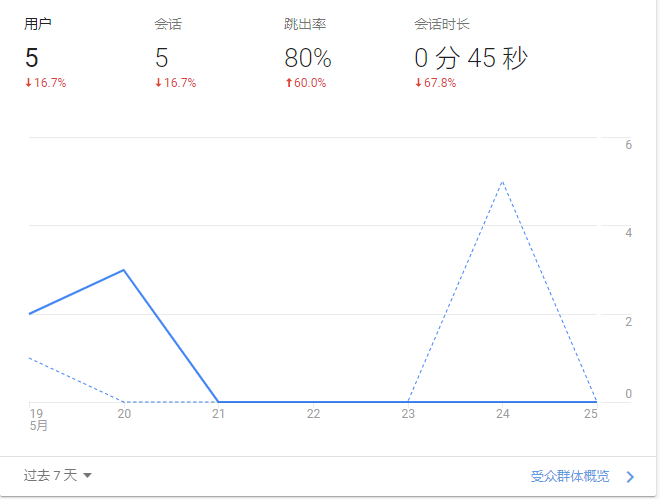 用户 会话 跳出率 会话时长
5 5 80% 0 分 45 秒
↓16.7% ↓16.7% ↑60.0% ↓67.8%
6
4
2
0
19 20 21 22 23 24 25
5月
过去 7 天 受众群体概览